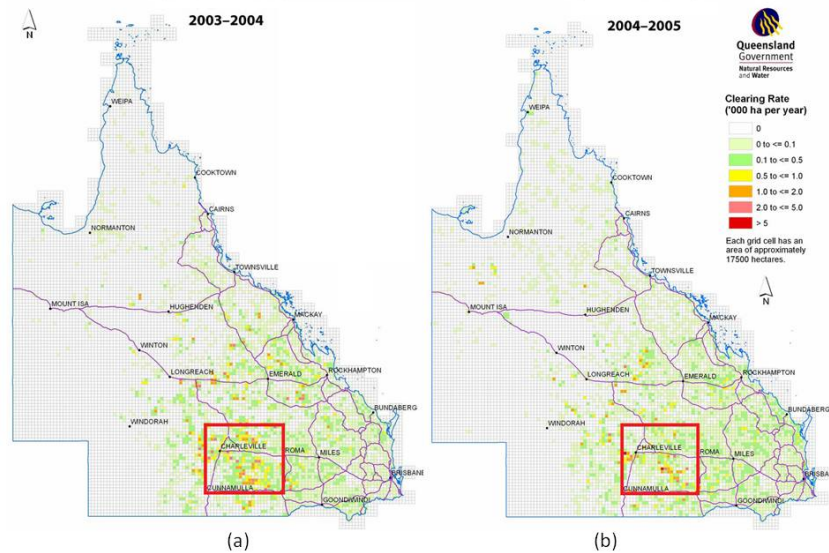 N
2003–2004
WEIPA
COOKTOWN
CAIRNS
NORMANTON
TOWNSVILLE
MOUNT ISA
HUGHENDEN
MACKAY
WINTON
LONGREACH
EMERALD
ROCKHAMPTON
WINDORAH
BUNDABERG
CHARLEVILLE
ROMA
MILES
BRISBANE
CUNNAMULLA
GOONDIWINDI
(a)
2004–2005
WEIPA
COOKTOWN
CAIRNS
NORMANTON
TOWNSVILLE
MOUNT ISA
HUGHENDEN
MACKAY
WINTON
LONGREACH
EMERALD
ROCKHAMPTON
WINDORAH
BUNDABERG
CHARLEVILLE
ROMA
MILES
BRISBA
CUNNAMULLA
GOONDIWINDI
(b)
Queensland
Government
Natural Resources
and Water
Clearing Rate
('000 ha per year)
0
0 to <= 0.1
0.1 to <= 0.5
0.5 to <= 1.0
1.0 to <= 2.0
2.0 to <= 5.0
> 5
Each grid cell has an
area of approximately
17500 hectares.
N